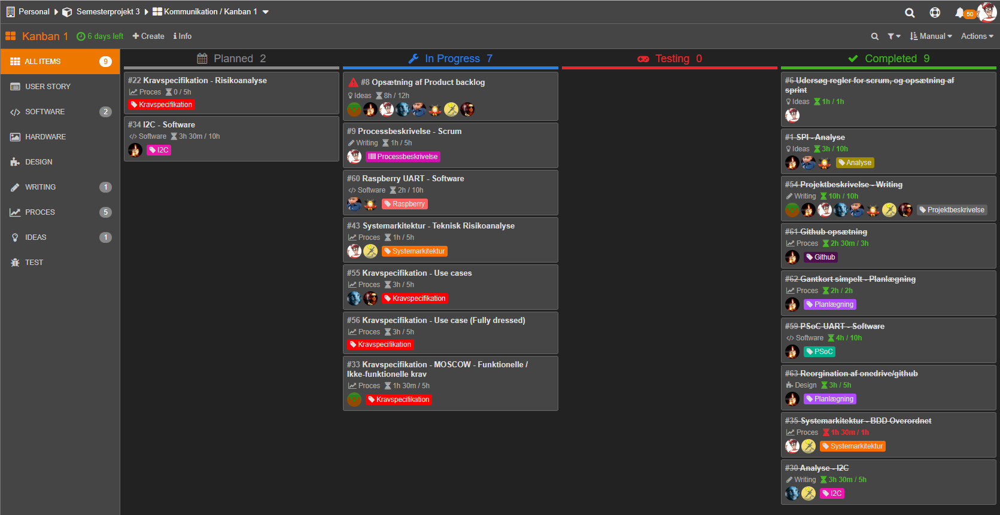 Personal Semesterprojekt 3 Kommunikation / Kanban 1
50
Kanban 1 6 days left Create Info
Manual Actions
ALL ITEMS 9
USER STORY
SOFTWARE 2
HARDWARE
DESIGN
WRITING 1
PROCES 5
IDEAS 1
TEST
Planned 2
#22 Kravspecifikation - Risikoanalyse
Proces 0 / 5h
Kravspecifikation
#34 I2C - Software
Software 3h 30m / 10h
I2C
In Progress 7
#8 Opsætning af Product backlog
Ideas 8h / 12h
#9 Processbeskrivelse - Scrum
Writing 1h / 5h
Processbeskrivelse
#60 Raspberry UART - Software
Software 2h / 10h
Raspberry
#43 Systemarkitektur - Teknisk Risikoanalyse
Proces 1h / 5h
Systemarkitektur
#55 Kravspecifikation - Use cases
Proces 3h / 5h
Kravspecifikation
#56 Kravspecifikation - Use case (Fully dressed)
Proces 3h / 5h
Kravspecifikation
#33 Kravspecifikation - MOSCOW - Funktionelle /
Ikke-funktionelle krav
Proces 1h 30m / 5h
Kravspecifikation
Testing 0
Completed 9
#6 Udersøg regler for scrum, og opsætning af
sprint
Ideas 1h / 1h
#1 SPI - Analyse
Ideas 3h / 10h
Analyse
#54 Projektbeskrivelse - Writing
Writing 10h / 10h
Projektbeskrivelse
#61 Github opsætning
Proces 2h 30m / 3h
Github
#62 Gantkort simpelt - Planlægning
Proces 2h / 2h
Planlægning
#59 PSoC UART - Software
Software 4h / 10h
PSoC
#63 Reorgination af onedrive/github
Design 3h / 5h
Planlægning
#35 Systemarkitektur - BDD Overordnet
Proces 1h 30m / 1h
Systemarkitektur
#30 Analyse - I2C
Writing 3h 30m / 5h
I2C